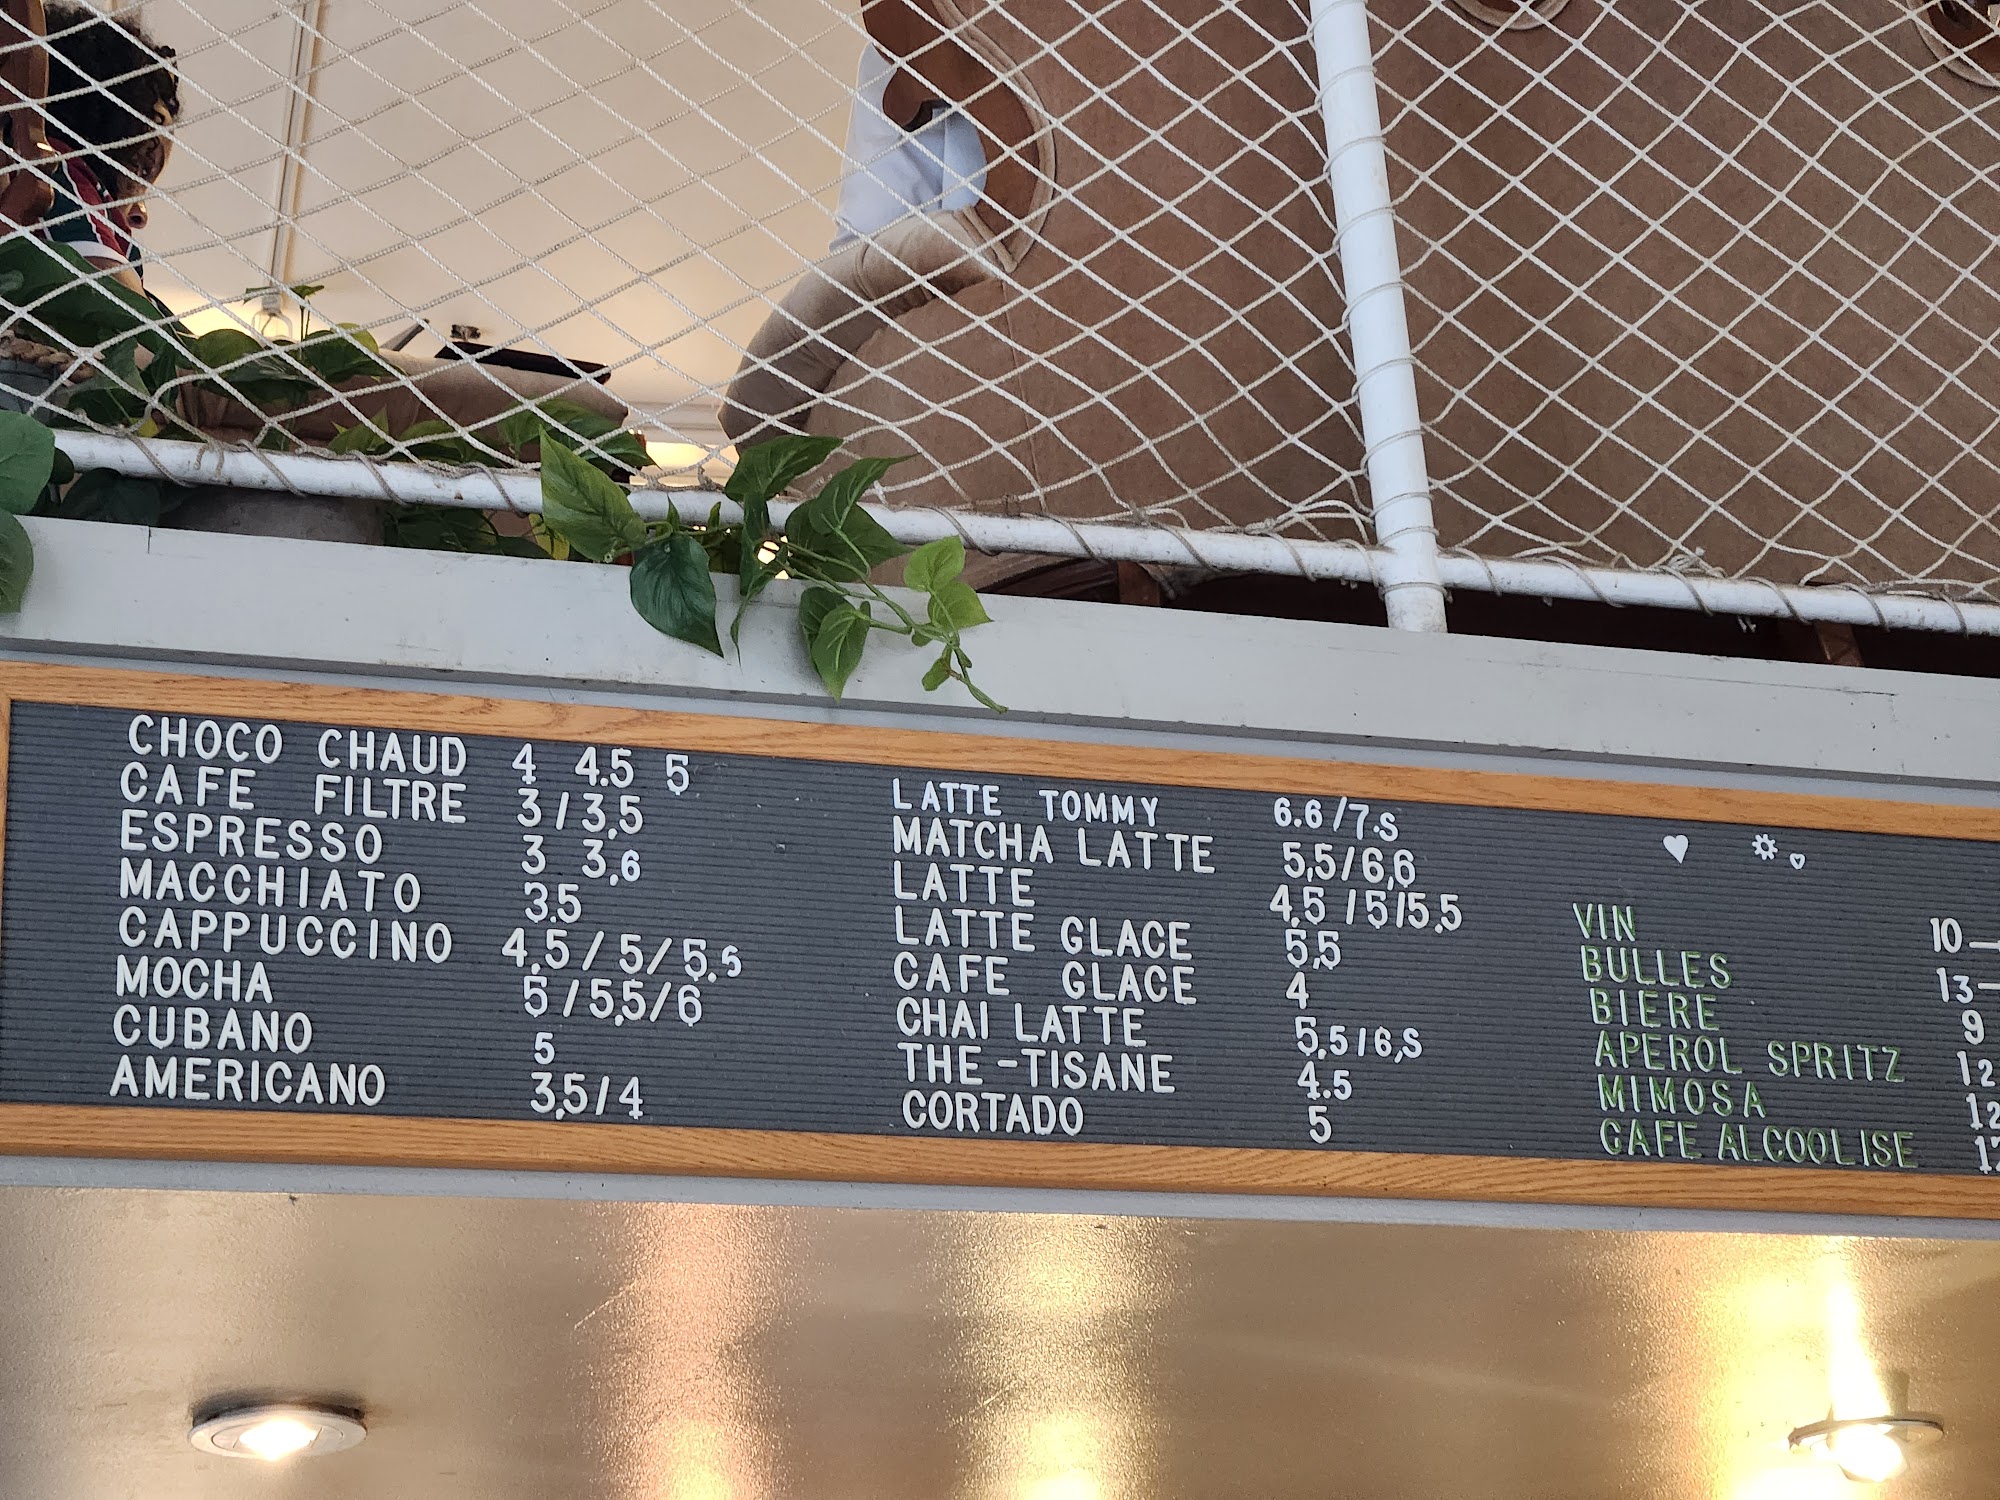 CHOCO CHAUD 4 4.5 5
CAFE FILTRE 3/3,5
ESPRESSO 3 3,6
MACCHIATO 3.5
CAPPUCCINO 4,5/5/5.s
MOCHA 5/5,5/6
CUBANO 5
AMERICANO 3,5/4
LATTE TOMMY 6.6/7.s
MATCHA LATTE 5,5/6,6
LATTE 4,5/5/5,5
LATTE GLACE 5,5
CAFE GLACE 4
CHAI LATTE 5,5/6,s
THE-TISANE 4.5
CORTADO 5
VIN 10—
BULLES 13—
BIERE 9
APEROL SPRITZ 12
MIMOSA 12
CAFE ALCOOLISE